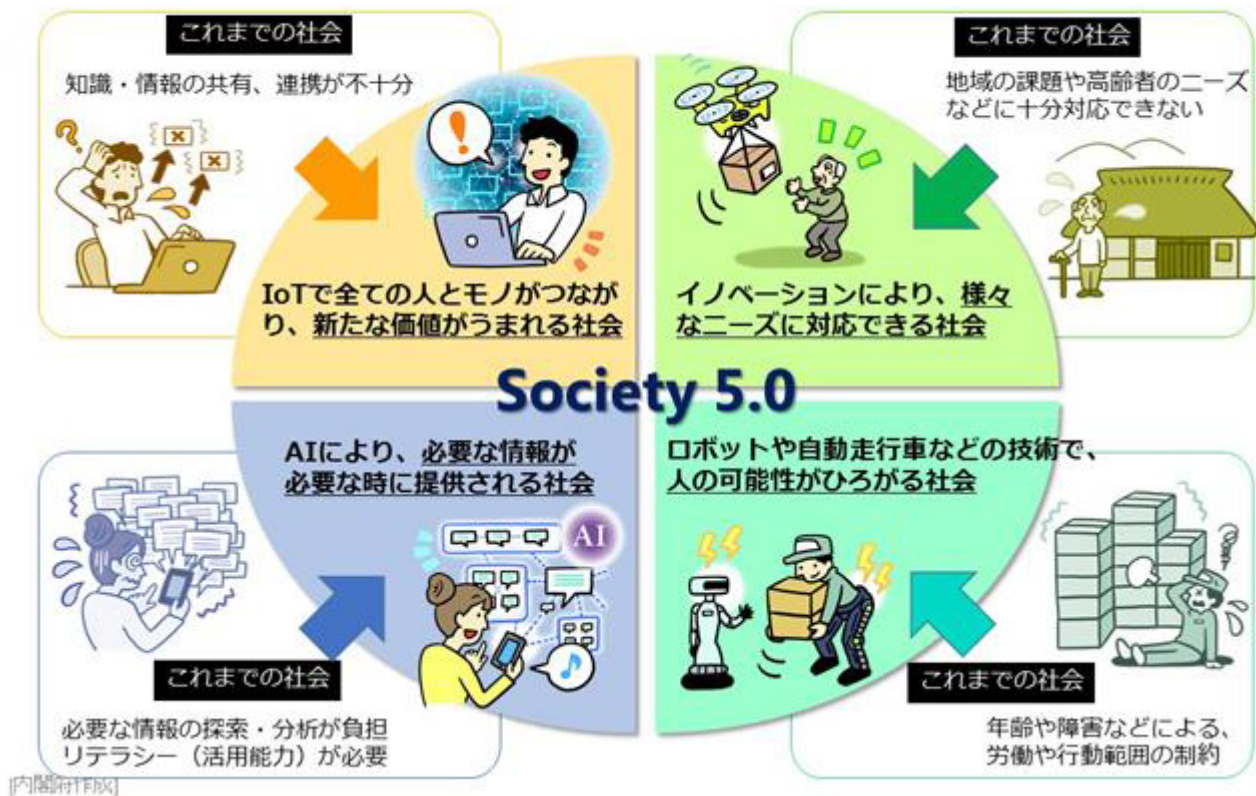 これまでの社会
知識・情報の共有、連携が不十分
IoTで全ての人とモノがつなが
り、新たな価値がうまれる社会
これまでの社会
地域の課題や高齢者のニーズ
などに十分対応できない
イノベーションにより、様々
なニーズに対応できる社会
Society 5.0
AIにより、必要な情報が
必要な時に提供される社会
AI
これまでの社会
必要な情報の探索・分析が負担
リテラシー（活用能力）が必要
ロボットや自動走行車などの技術で、
人の可能性がひろがる社会
これまでの社会
年齢や障害などによる、
労働や行動範囲の制約
[内閣府作成]